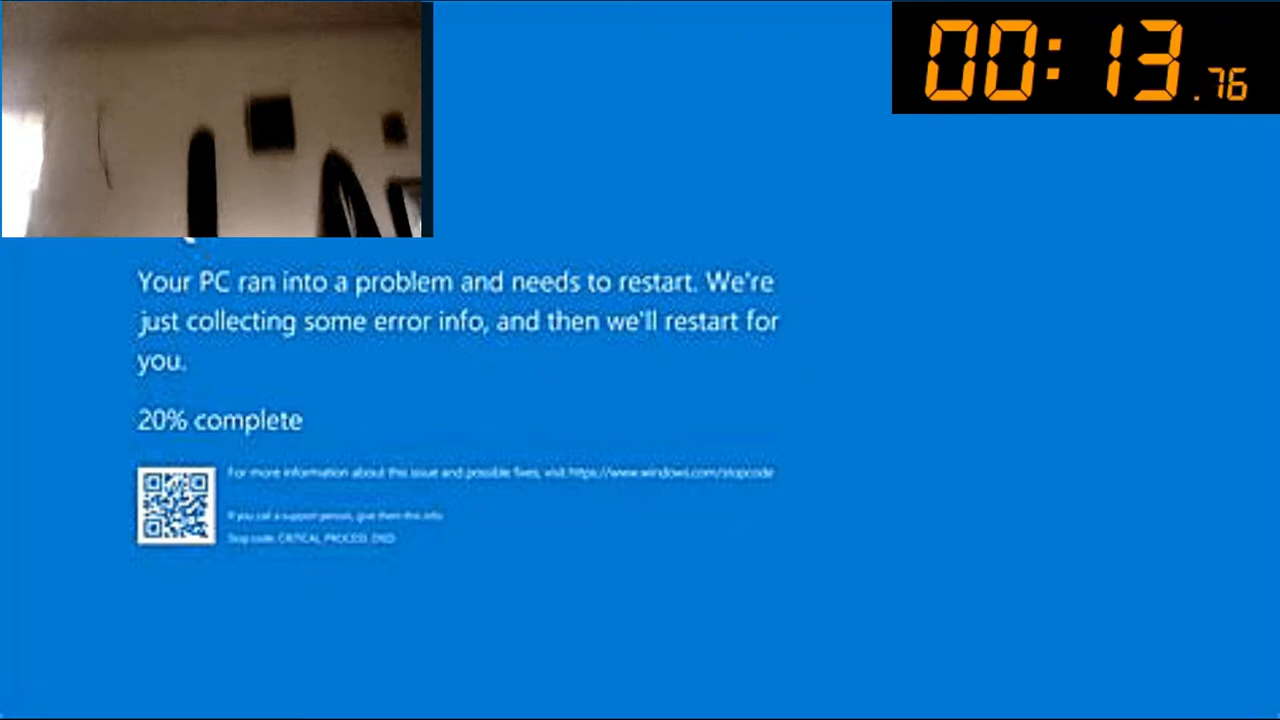 00:13.76
Your PC ran into a problem and needs to restart. We're
just collecting some error info, and then we'll restart for
you.
20% complete
For more information about this issue and possible fixes, visit https://www.windows.com/stopcode
If you call a support person, give them this info:
Stop code: CRITICAL PROCESS DIED